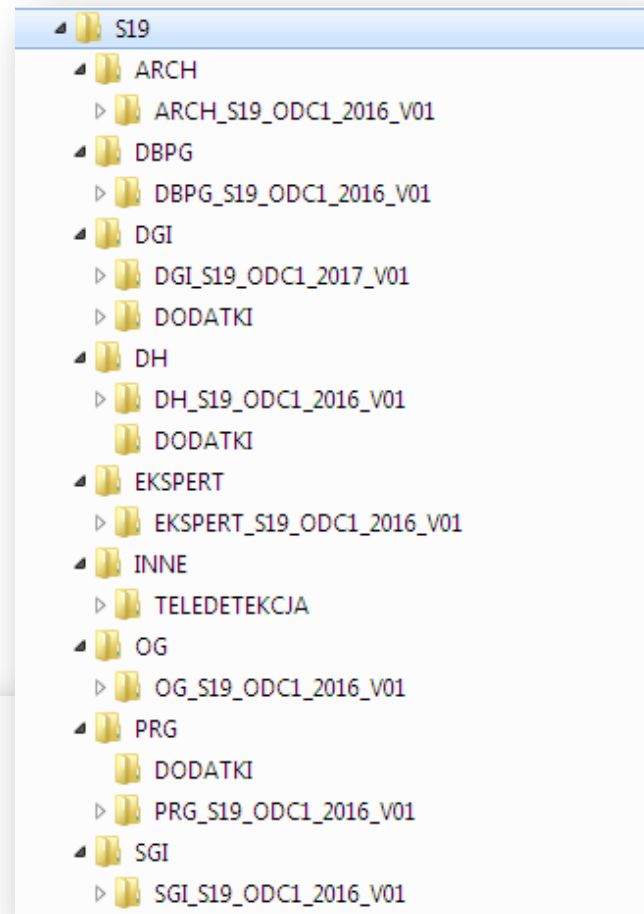 S19
ARCH
ARCH_S19_ODC1_2016_V01
DBPG
DBPG_S19_ODC1_2016_V01
DGI
DGI_S19_ODC1_2017_V01
DODATKI
DH
DH_S19_ODC1_2016_V01
DODATKI
EKSPERT
EKSPERT_S19_ODC1_2016_V01
INNE
TELEDETEKCJA
OG
OG_S19_ODC1_2016_V01
PRG
DODATKI
PRG_S19_ODC1_2016_V01
SGI
SGI_S19_ODC1_2016_V01